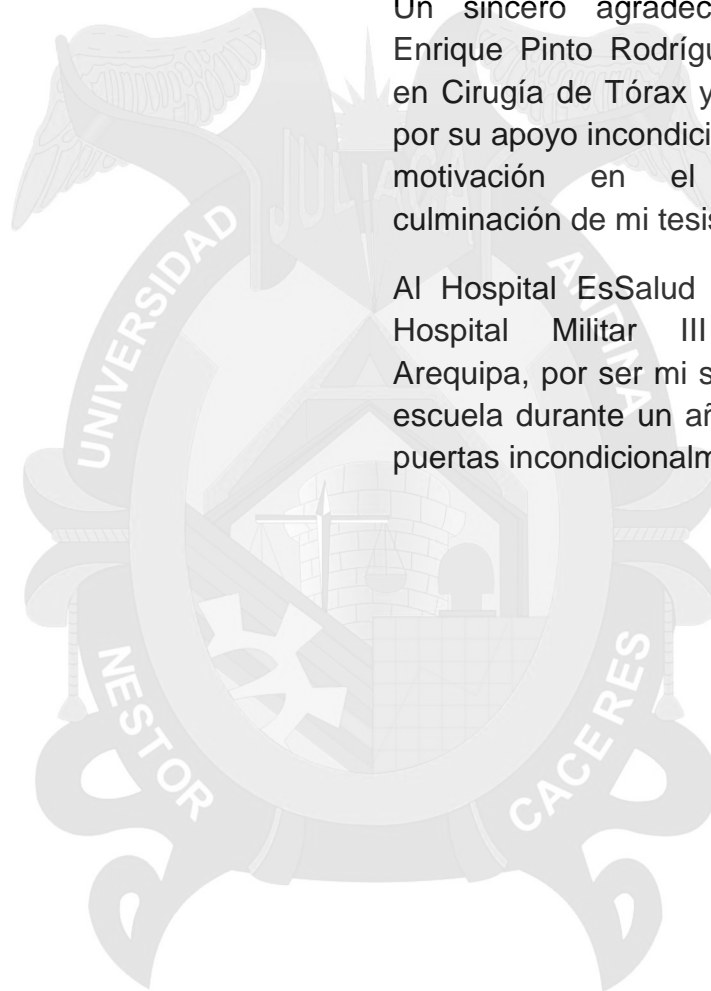 Un sincero agradec
Enrique Pinto Rodrígu
en Cirugía de Tórax y
por su apoyo incondici
motivación en el
culminación de mi tesis
Al Hospital EsSalud
Hospital Militar III
Arequipa, por ser mi s
escuela durante un añ
puertas incondicionalm
UNIVERSIDAD
ANDINA
JULIACA
NESTOR
CACERES